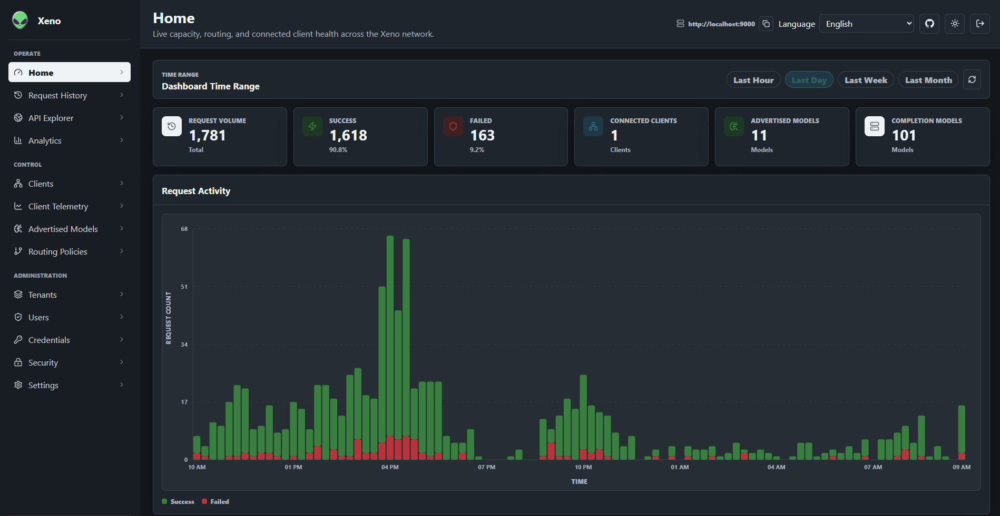 Xeno
OPERATE
Home
Request History
API Explorer
Analytics
CONTROL
Clients
Client Telemetry
Advertised Models
Routing Policies
ADMINISTRATION
Tenants
Users
Credentials
Security
Settings
Home
Live capacity, routing, and connected client health across the Xeno network.
http://localhost:9000
Language
English
TIME RANGE
Dashboard Time Range
Last Hour
Last Day
Last Week
Last Month
REQUEST VOLUME
1,781
Total
SUCCESS
1,618
90.8%
FAILED
163
9.2%
CONNECTED CLIENTS
1
Clients
ADVERTISED MODELS
11
Models
COMPLETION MODELS
101
Models
Request Activity
REQUEST COUNT
68
51
34
17
0
10 AM
01 PM
04 PM
07 PM
10 PM
01 AM
04 AM
07 AM
09 AM
TIME
Success
Failed